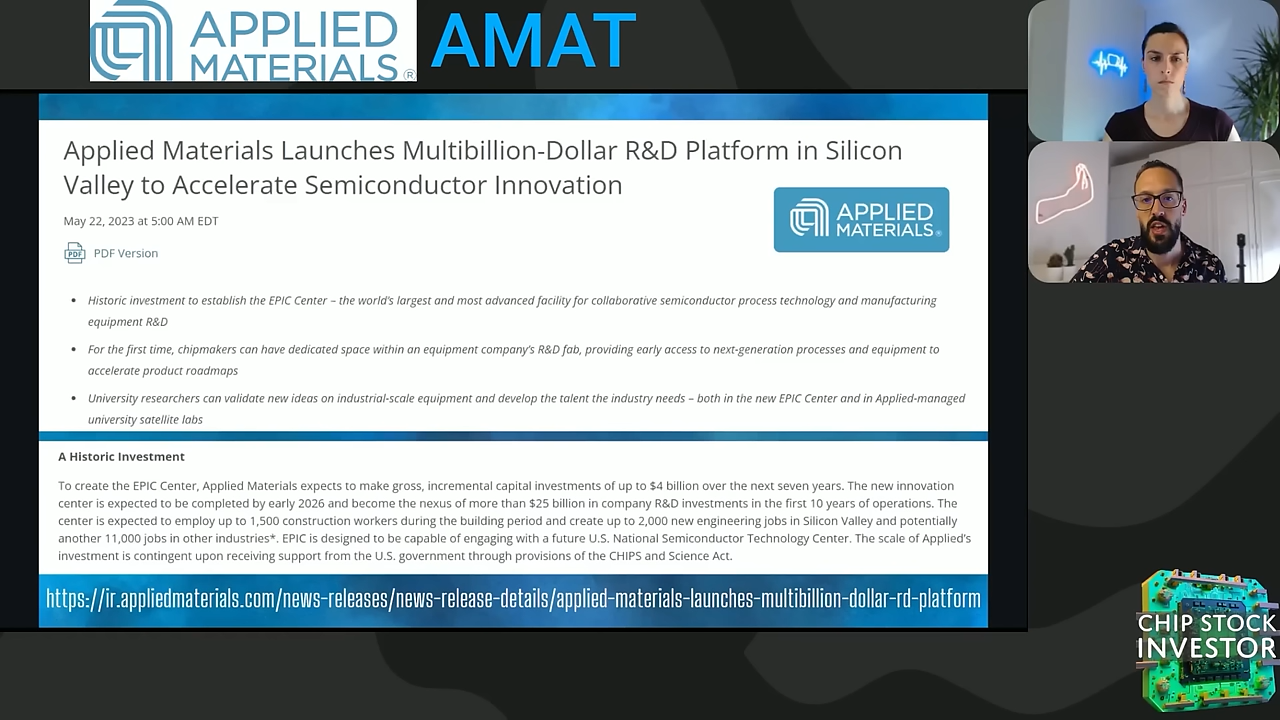 APPLIED
MATERIALS®
AMAT
Applied Materials Launches Multibillion-Dollar R&D Platform in Silicon
Valley to Accelerate Semiconductor Innovation
May 22, 2023 at 5:00 AM EDT
PDF
PDF Version
APPLIED
MATERIALS®
• Historic investment to establish the EPIC Center – the world's largest and most advanced facility for collaborative semiconductor process technology and manufacturing
equipment R&D
• For the first time, chipmakers can have dedicated space within an equipment company's R&D fab, providing early access to next-generation processes and equipment to
accelerate product roadmaps
• University researchers can validate new ideas on industrial-scale equipment and develop the talent the industry needs – both in the new EPIC Center and in Applied-managed
university satellite labs
A Historic Investment
To create the EPIC Center, Applied Materials expects to make gross, incremental capital investments of up to $4 billion over the next seven years. The new innovation
center is expected to be completed by early 2026 and become the nexus of more than $25 billion in company R&D investments in the first 10 years of operations. The
center is expected to employ up to 1,500 construction workers during the building period and create up to 2,000 new engineering jobs in Silicon Valley and potentially
another 11,000 jobs in other industries*. EPIC is designed to be capable of engaging with a future U.S. National Semiconductor Technology Center. The scale of Applied's
investment is contingent upon receiving support from the U.S. government through provisions of the CHIPS and Science Act.
https://ir.appliedmaterials.com/news-releases/news-release-details/applied-materials-launches-multibillion-dollar-rd-platform
CHIP STOCK
INVESTOR